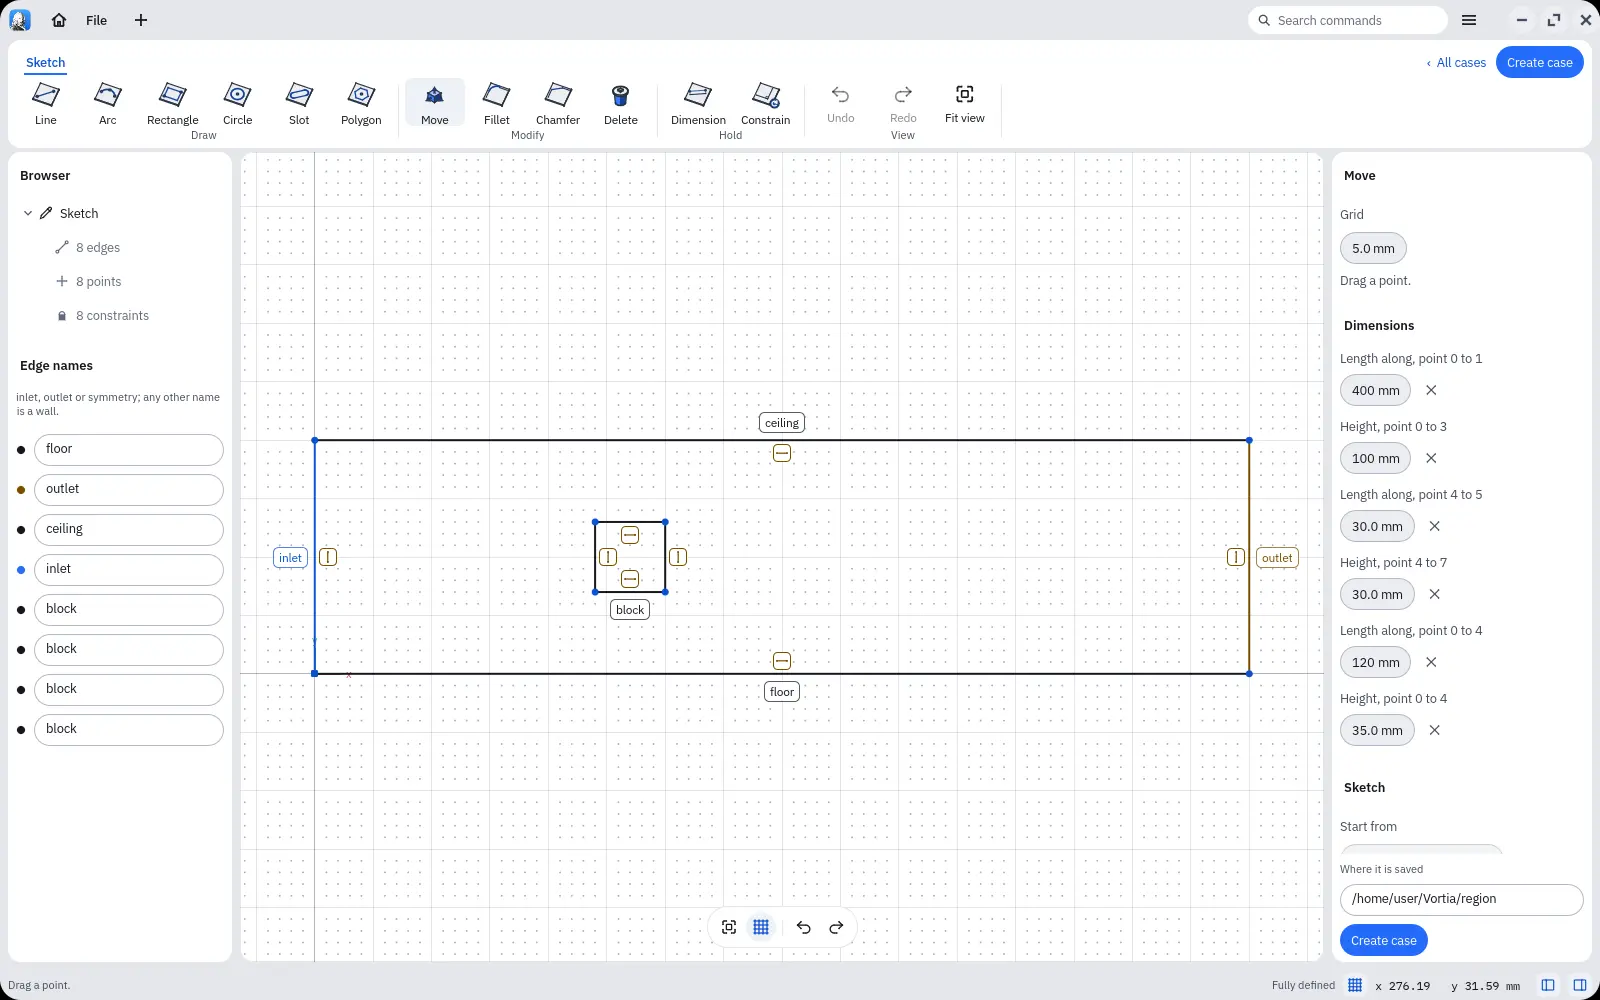 File
Search commands
Sketch
‹ All cases
Create case
Line
Arc
Rectangle
Circle
Slot
Polygon
Move
Fillet
Chamfer
Delete
Dimension
Constrain
Undo
Redo
Fit view
Draw
Modify
Hold
View
Browser
Sketch
8 edges
8 points
8 constraints
Edge names
inlet, outlet or symmetry; any other name
is a wall.
floor
outlet
ceiling
inlet
block
block
block
block
ceiling
inlet
outlet
block
floor
x
Move
Grid
5.0 mm
Drag a point.
Dimensions
Length along, point 0 to 1
400 mm
Height, point 0 to 3
100 mm
Length along, point 4 to 5
30.0 mm
Height, point 4 to 7
30.0 mm
Length along, point 0 to 4
120 mm
Height, point 0 to 4
35.0 mm
Sketch
Start from
Where it is saved
/home/user/Vortia/region
Create case
Drag a point.
Fully defined
x 276.19
y 31.59 mm